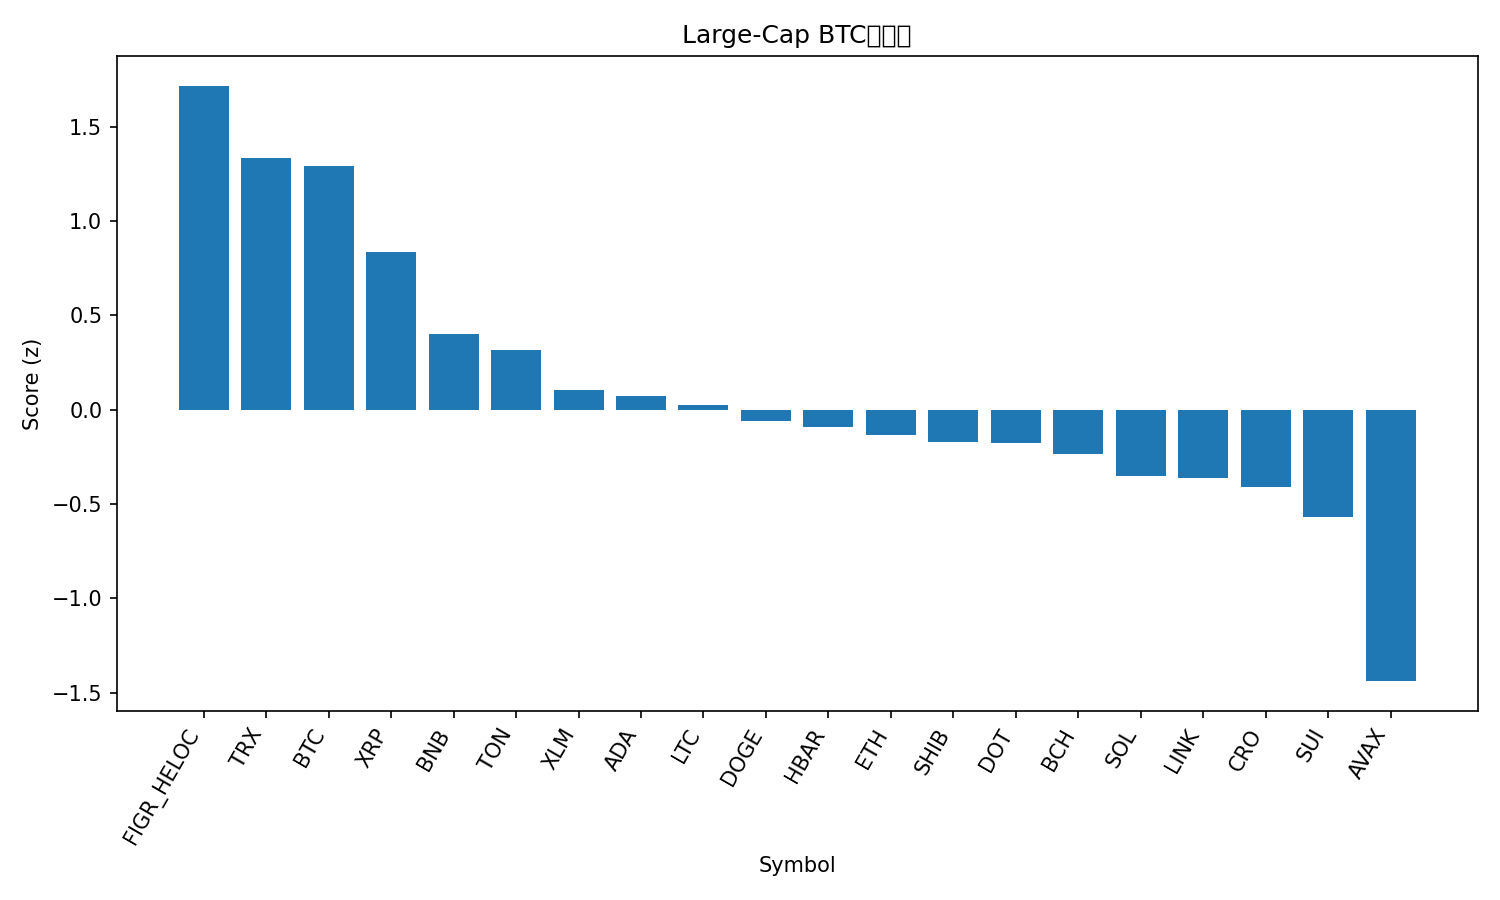 Large-Cap BTC
Score (z)
1.5
1.0
0.5
0.0
−0.5
−1.0
−1.5
FIGR_HELOC
TRX
BTC
XRP
BNB
TON
XLM
ADA
LTC
DOGE
HBAR
ETH
SHIB
DOT
BCH
SOL
LINK
CRO
SUI
AVAX
Symbol